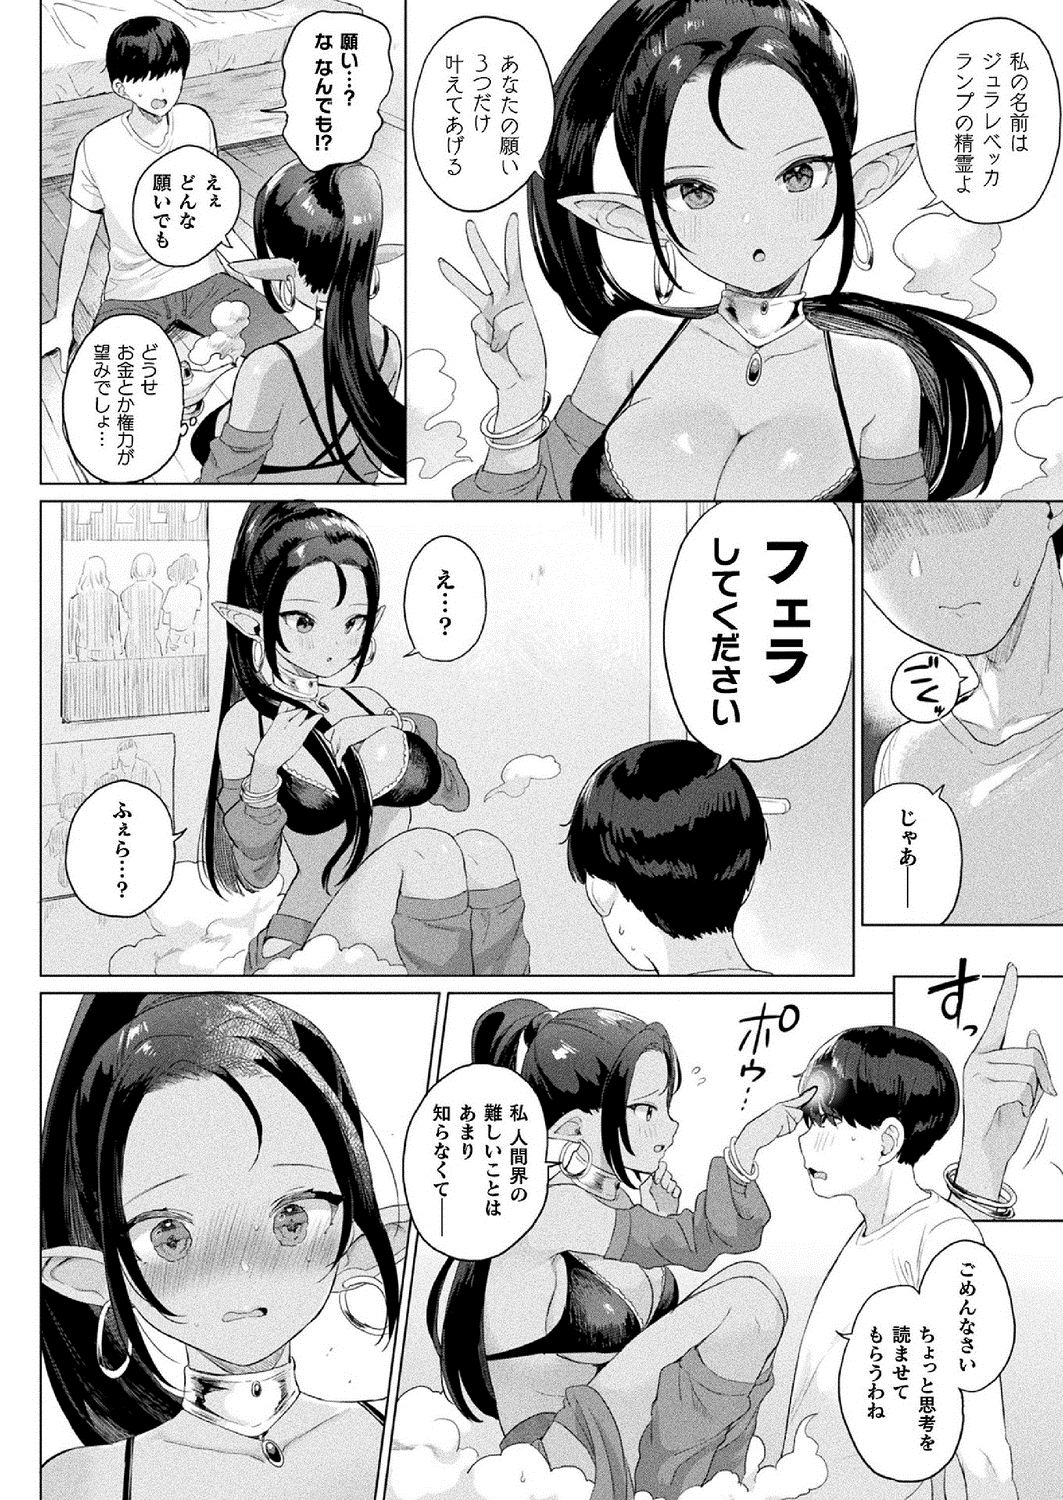 私の名前は
ジュラレベッカ
ランプの精霊よ
あなたの願い
3つだけ
叶えてあげる
願い…?
な なんでも!?
えぇ
どんな
願いでも
どうせ
お金とか権力が
望みでしょ…
ゴクッ
じゃあ――
フェラ
してください
え…?
ふぇら…?
すっ
ごめんなさい
ちょっと思考を
読ませて
もらうわね
ポウ…
私 人間界の
難しいことは
あまり
知らなくて――